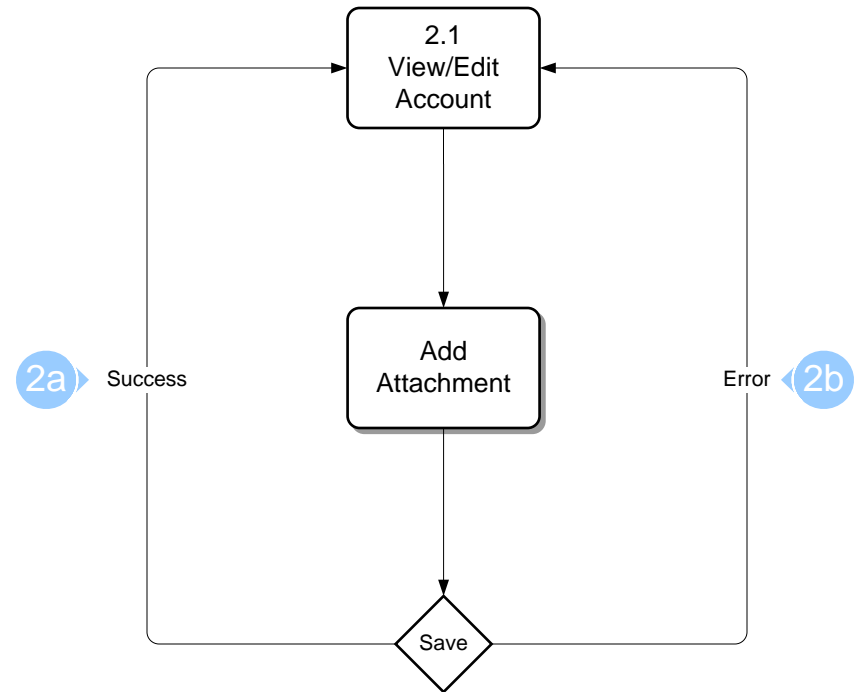 2.1
View/Edit
Account
Add
Attachment
2a
Success
Error
2b
Save